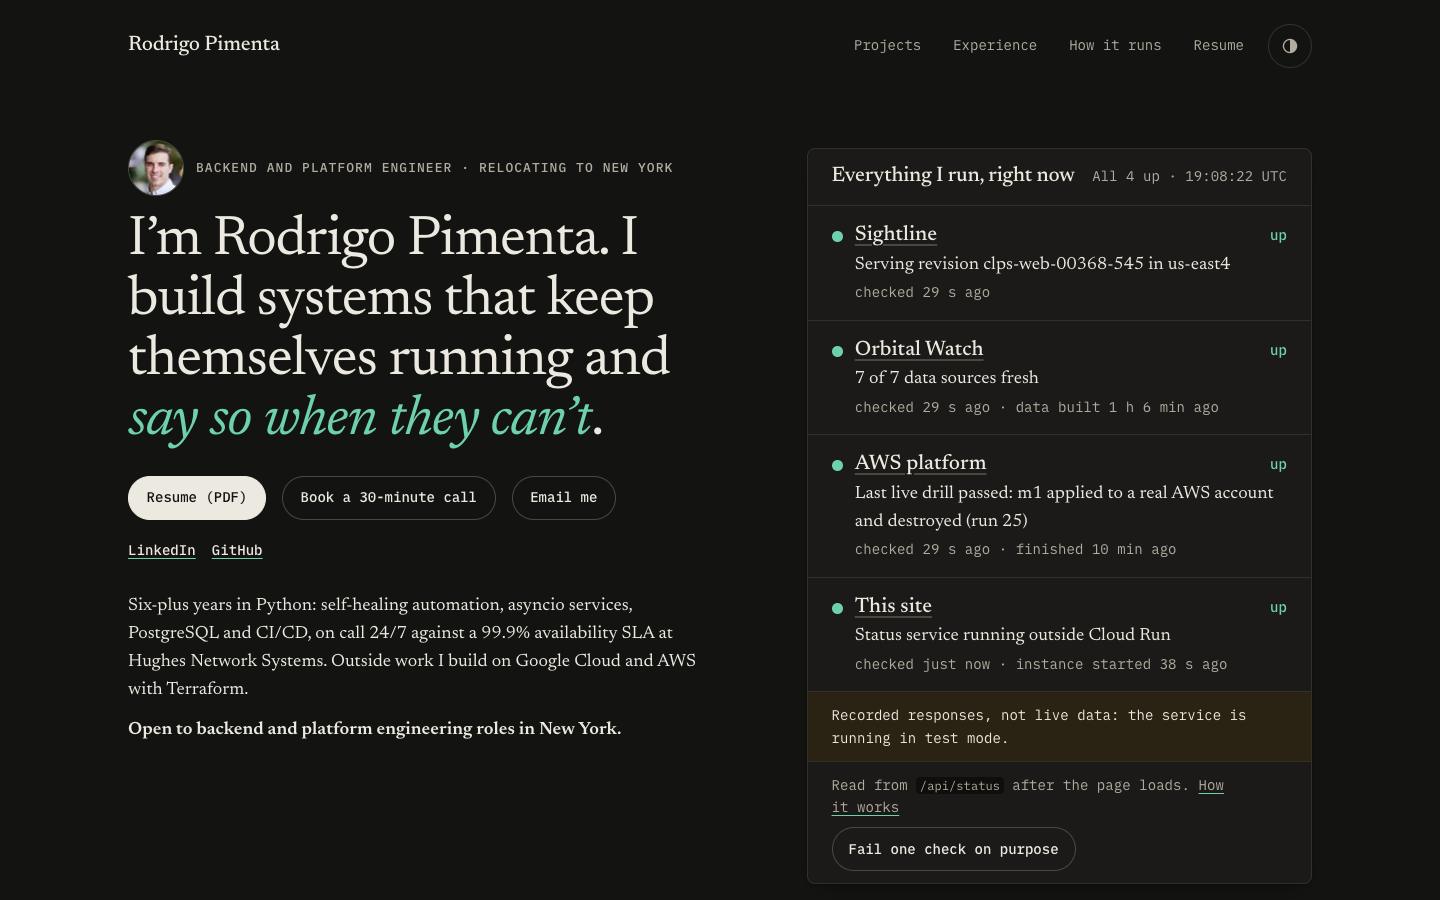 Rodrigo Pimenta
Projects
Experience
How it runs
Resume
BACKEND AND PLATFORM ENGINEER · RELOCATING TO NEW YORK
I’m Rodrigo Pimenta. I
build systems that keep
themselves running and
say so when they can’t.
Resume (PDF)
Book a 30-minute call
Email me
LinkedIn
GitHub
Six-plus years in Python: self-healing automation, asyncio services,
PostgreSQL and CI/CD, on call 24/7 against a 99.9% availability SLA at
Hughes Network Systems. Outside work I build on Google Cloud and AWS
with Terraform.
Open to backend and platform engineering roles in New York.
Everything I run, right now
All 4 up · 19:08:22 UTC
Sightline
up
Serving revision clps-web-00368-545 in us-east4
checked 29 s ago
Orbital Watch
up
7 of 7 data sources fresh
checked 29 s ago · data built 1 h 6 min ago
AWS platform
up
Last live drill passed: m1 applied to a real AWS account
and destroyed (run 25)
checked 29 s ago · finished 10 min ago
This site
up
Status service running outside Cloud Run
checked just now · instance started 38 s ago
Recorded responses, not live data: the service is
running in test mode.
Read from /api/status after the page loads. How
it works
Fail one check on purpose